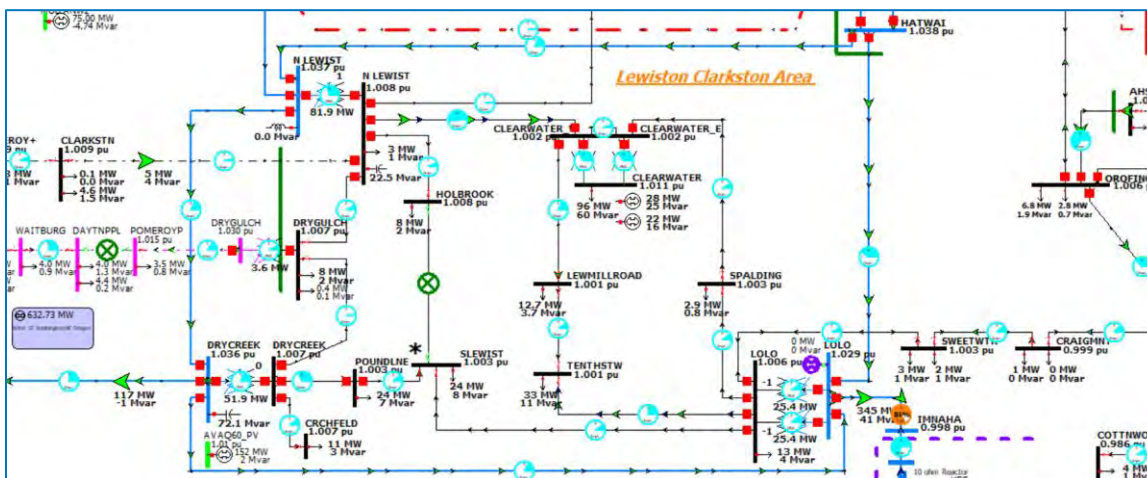 75.00 MW
-4.74 Mvar
HATWAI
1.038 pu
N LEWIST
1.037 pu
1
81.9 MW
0.0 Mvar
N LEWIST
1.008 pu
Lewiston Clarkston Area
CLEARWATER_
1.002 pu
CLEARWATER_E
1.002 pu
CLEARWATER
1.011 pu
96 MW
60 Mvar
28 MW
25 Mvar
22 MW
16 Mvar
ROY+
CLARKSTN
1.009 pu
0.1 MW
0.0 Mvar
4.6 MW
1.5 Mvar
5 MW
4 Mvar
3 MW
1 Mvar
22.5 Mvar
HOLBROOK
1.008 pu
8 MW
2 Mvar
OROFINO
1.006 p
6.8 MW
1.9 Mvar
2.8 MW
0.7 Mvar
WAITBURG
4.0 MW
0.9 Mvar
DAYTNPPL
4.0 MW
1.3 Mvar
4.4 MW
0.2 Mvar
POMEROYP
1.015 pu
3.5 MW
0.8 Mvar
DRYGULCH
1.030 pu
3.6 MW
DRYGULCH
1.007 pu
8 MW
2 Mvar
0.4 MW
0.1 Mvar
LEWMILLROAD
1.001 pu
12.7 MW
3.7 Mvar
SPALDING
1.003 pu
2.9 MW
0.8 Mvar
632.73 MW
DRYCREEK
1.036 pu
0
51.9 MW
72.1 Mvar
DRYCREEK
1.007 pu
117 MW
-1 Mvar
POUNDLNE
1.003 pu
24 MW
7 Mvar
*
SLEWIST
1.003 pu
24 MW
8 Mvar
TENTHSTW
1.001 pu
33 MW
11 Mvar
LOLO
1.006 pu
-1
25.4 MW
-1
25.4 MW
13 MW
4 Mvar
0 MW
0 Mvar
LOLO
1.029 pu
345 MW
41 Mvar
SWEETWTR
1.003 pu
3 MW
1 Mvar
2 MW
1 Mvar
CRAIGMNT
0.999 pu
1 MW
0 Mvar
0 MW
0 Mvar
IMNAHA
0.998 pu
10 ohm Reactor
COTTNWO
0.986 pu
4 MW
CRCHFELD
1.007 pu
11 MW
3 Mvar
AVAQ60_PV
1.01 pu
152 MW
2 Mvar